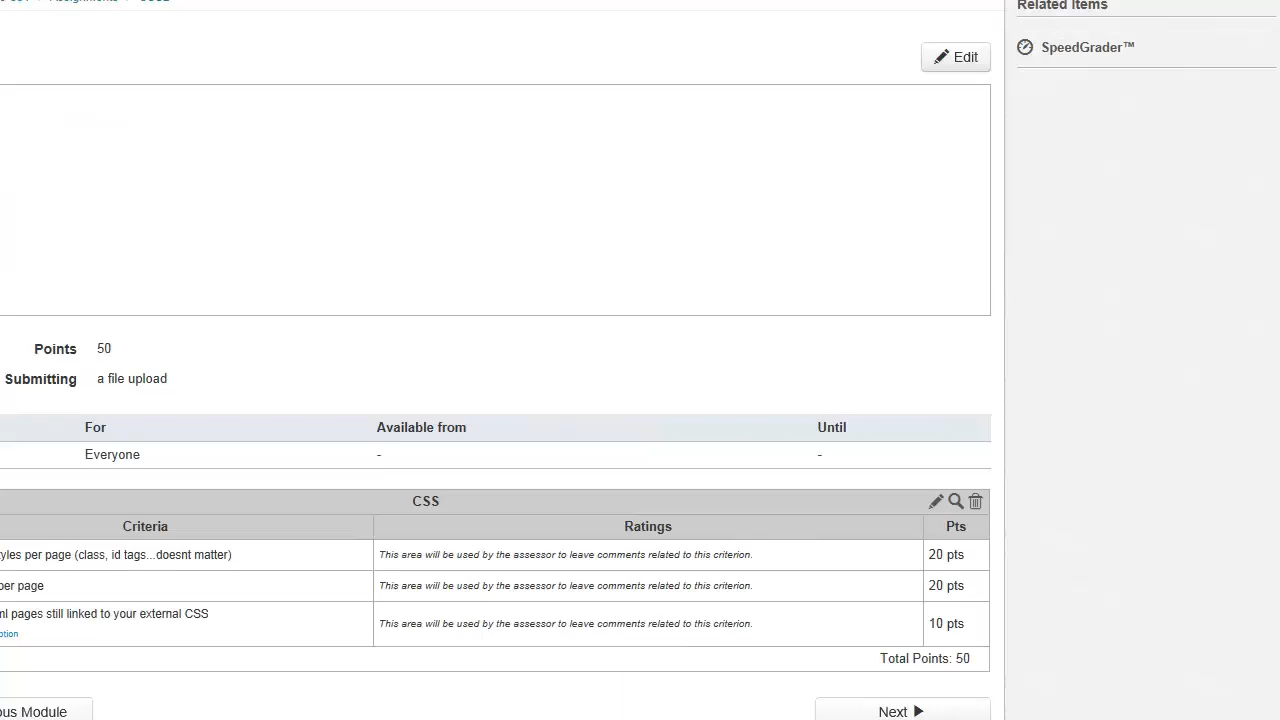 Assignments
Related Items
SpeedGrader™
Edit
Points 50
Submitting a file upload
For Available from Until
Everyone - -
CSS
Criteria Ratings Pts
yles per page (class, id tags...doesnt matter) This area will be used by the assessor to leave comments related to this criterion. 20 pts
per page This area will be used by the assessor to leave comments related to this criterion. 20 pts
ml pages still linked to your external CSS
This area will be used by the assessor to leave comments related to this criterion. 10 pts
ption
Total Points: 50
ous Module Next